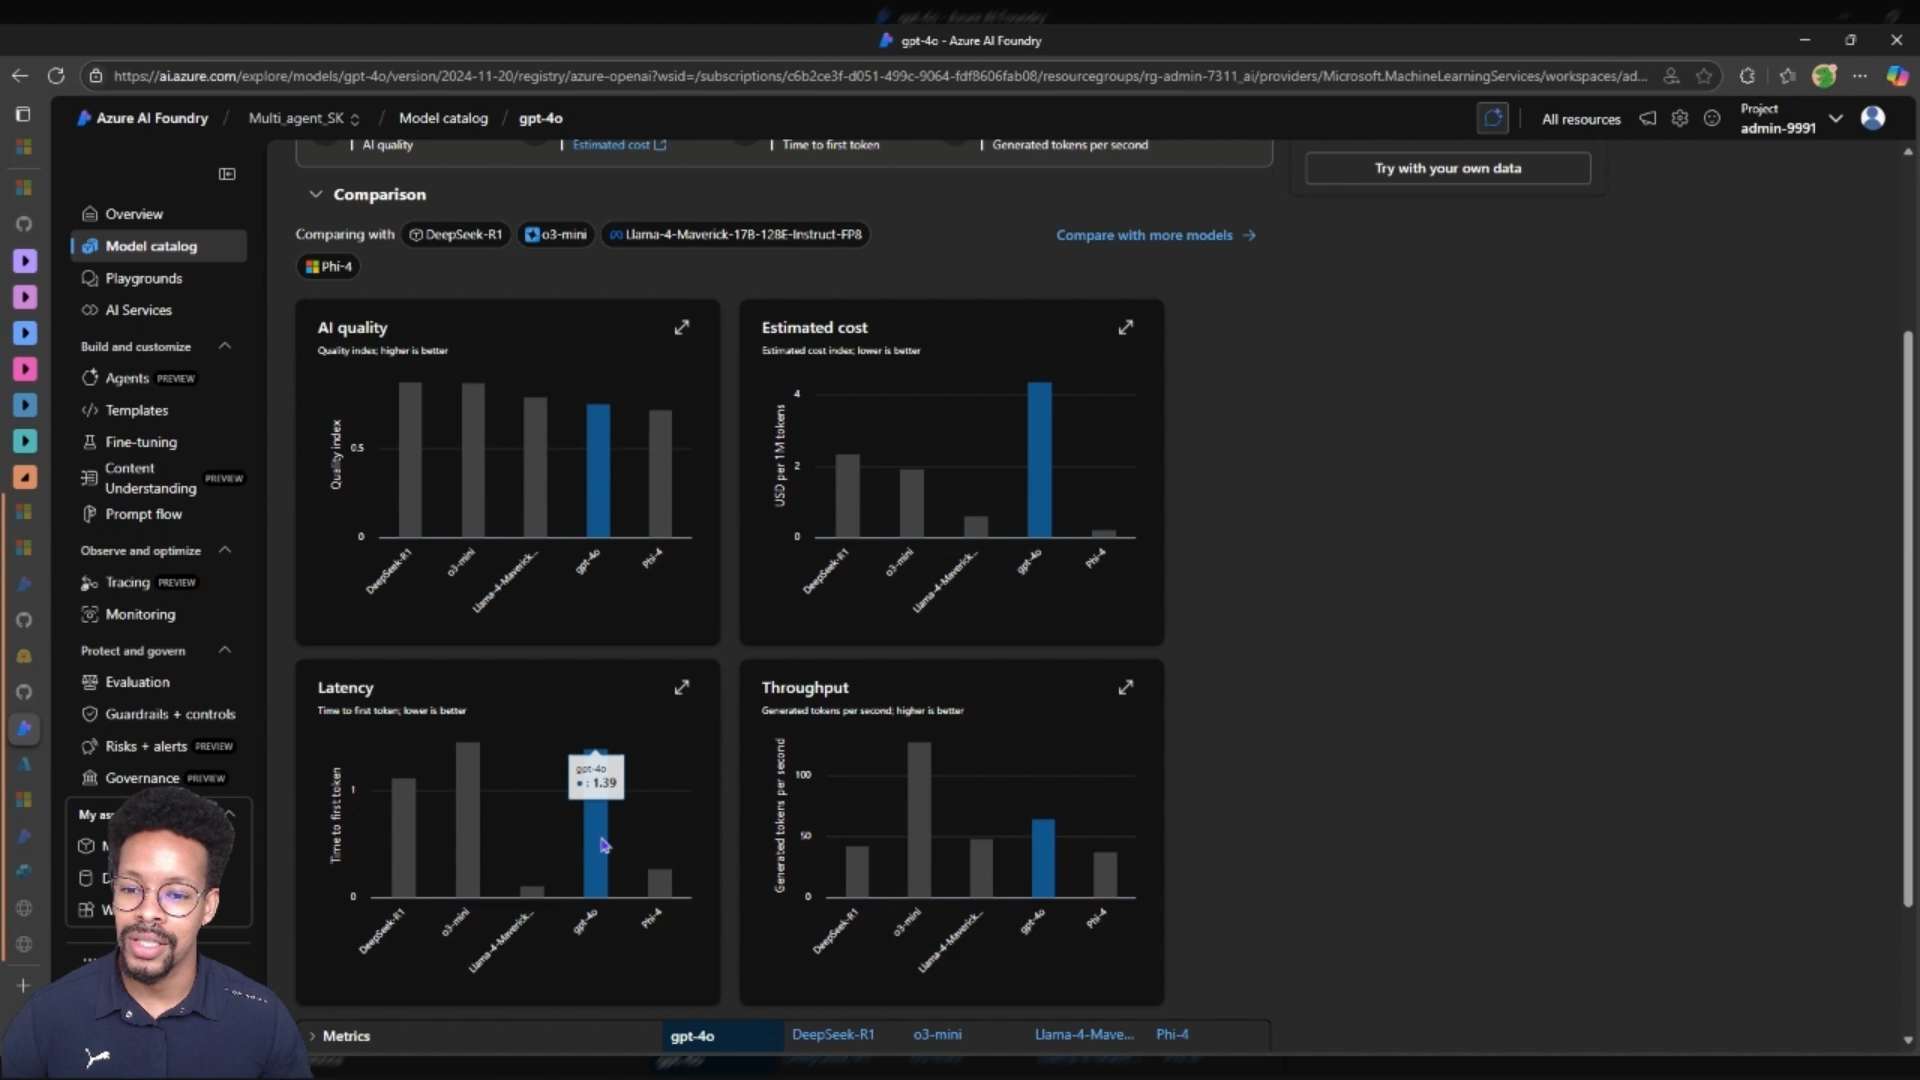 gpt-4o - Azure AI Foundry
https://ai.azure.com/explore/models/gpt-4o/version/2024-11-20/registry/azure-openai?wsid=/subscriptions/c6b2ce3f-d051-499c-9064-fdf8606fab08/resourcegroups/rg-admin-7311_ai/providers/Microsoft.MachineLearningServices/workspaces/ad...
Azure AI Foundry / Multi_agent_SK / Model catalog / gpt-4o
All resources
Project
admin-9991
Overview
Model catalog
Playgrounds
AI Services
Build and customize
Agents PREVIEW
Templates
Fine-tuning
Content
Understanding PREVIEW
Prompt flow
Observe and optimize
Tracing PREVIEW
Monitoring
Protect and govern
Evaluation
Guardrails + controls
Risks + alerts PREVIEW
Governance PREVIEW
My as
AI quality Estimated cost Time to first token Generated tokens per second
Try with your own data
Comparison
Comparing with DeepSeek-R1 o3-mini Llama-4-Maverick-17B-128E-Instruct-FP8
Phi-4
Compare with more models
AI quality
Quality index; higher is better
Quality index
0.5
0
DeepSeek-R1
o3-mini
Llama-4-Maverick...
gpt-4o
Phi-4
Estimated cost
Estimated cost index; lower is better
USD per 1M tokens
4
2
0
DeepSeek-R1
o3-mini
Llama-4-Maverick...
gpt-4o
Phi-4
Latency
Time to first token; lower is better
Time to first token
1
0
gpt-4o
: 1.39
DeepSeek-R1
o3-mini
Llama-4-Maverick...
gpt-4o
Phi-4
Throughput
Generated tokens per second; higher is better
Generated tokens per second
100
50
0
DeepSeek-R1
o3-mini
Llama-4-Maverick...
gpt-4o
Phi-4
Metrics gpt-4o DeepSeek-R1 o3-mini Llama-4-Mave... Phi-4